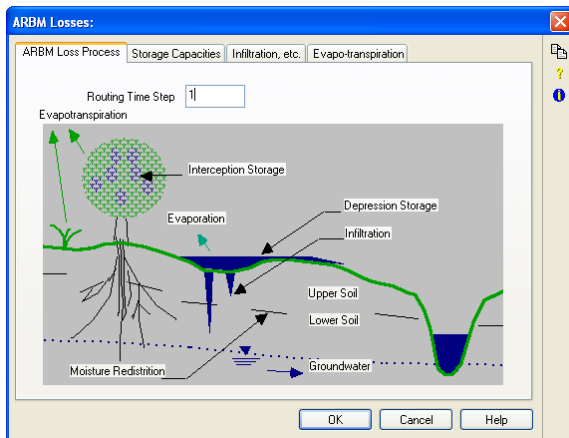 ARBM Losses:
ARBM Loss Process
Storage Capacities
Infiltration, etc.
Evapo-transpiration
Routing Time Step 1
Evapotranspiration
Interception Storage
Depression Storage
Evaporation
Infiltration
Upper Soil
Lower Soil
Moisture Redistrition
Groundwater
OK
Cancel
Help